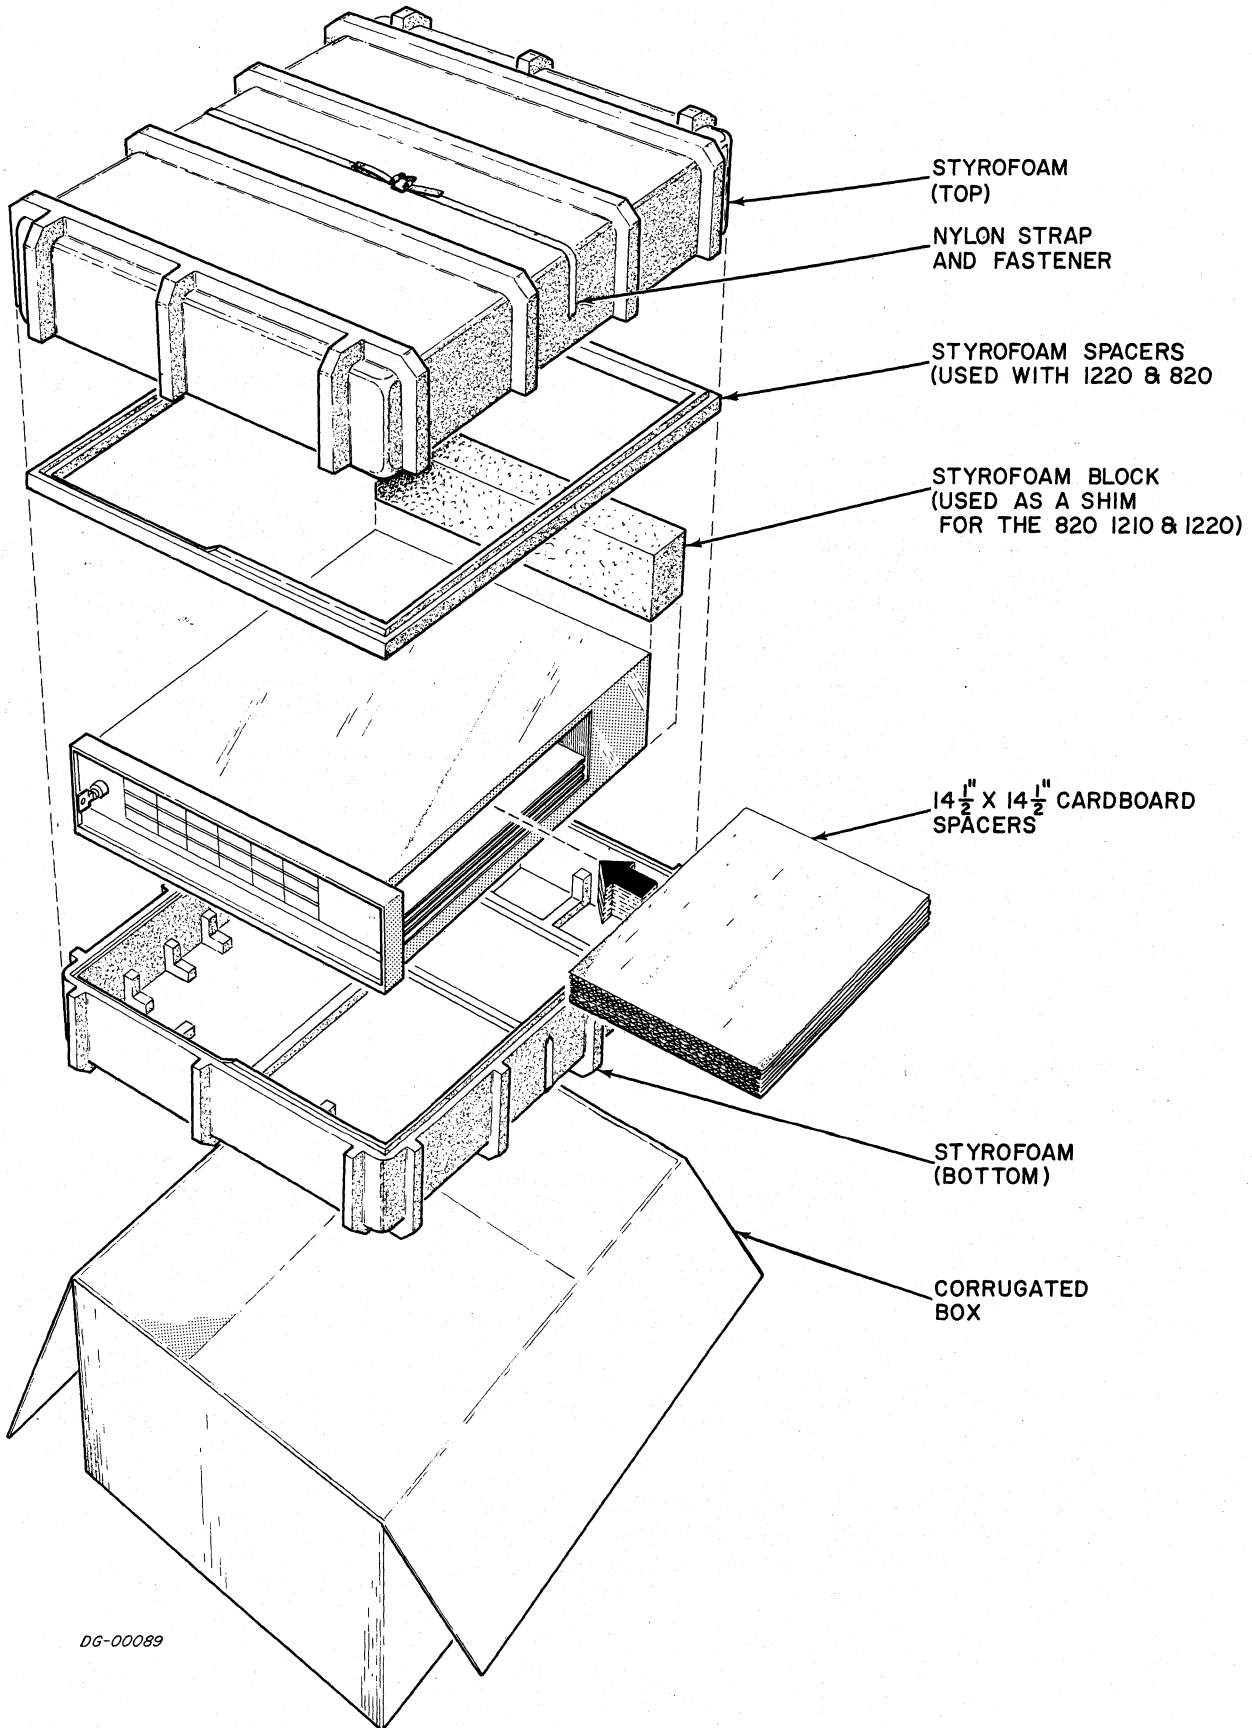 STYROFOAM
(TOP)
NYLON STRAP
AND FASTENER
STYROFOAM SPACERS
(USED WITH 1220 & 820
STYROFOAM BLOCK
(USED AS A SHIM
FOR THE 820 1210 & 1220)
14½" X 14½" CARDBOARD
SPACERS
STYROFOAM
(BOTTOM)
CORRUGATED
BOX
DG-00089